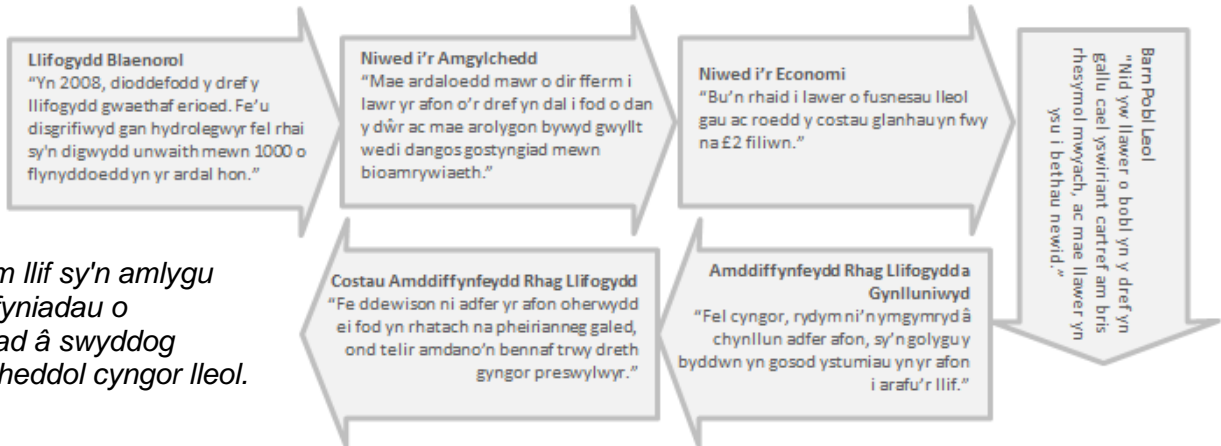 Llifogydd Blaenorol
“Yn 2008, dioddefodd y dref y
llifogydd gwaethaf erioed. Fe'u
disgrifiwyd gan hydrolegwyr fel rhai
sy'n digwydd unwaith mewn 1000 o
flynyddoedd yn yr ardal hon.”
Niwed i'r Amgylchedd
“Mae ardaloedd mawr o dir fferm i
lawr yr afon o'r dref yn dal i fod o dan
y dŵr ac mae arolygon bywyd gwyllt
wedi dangos gostyngiad mewn
bioamrywiaeth.”
Niwed i'r Economi
“Bu'n rhaid i lawer o fusnesau lleol
gau ac roedd y costau glanhau yn fwy
na £2 filiwn.”
Barn Pobl Leol
"Nid yw llawer o bobl yn y dref yn
gallu cael yswiriant cartref am bris
rhesymol mwyach, ac mae llawer yn
ysu i bethau newid.”
Amddiffynfeydd Rhag Llifogydd a
Gynlluniwyd
“Fel cyngor, rydym ni'n ymgymryd â
chynllun adfer afon, sy'n golygu y
byddwn yn gosod ystumiau yn yr afon
i arafu'r llif.”
Costau Amddiffynfeydd Rhag Llifogydd
“Fe ddewison ni adfer yr afon oherwydd
ei fod yn rhatach na pheirianneg galed,
ond telir amdano'n bennaf trwy dreth
gyngor preswylwyr.”
m llif sy'n amlygu
fyniadau o
ad â swyddog
heddol cyngor lleol.